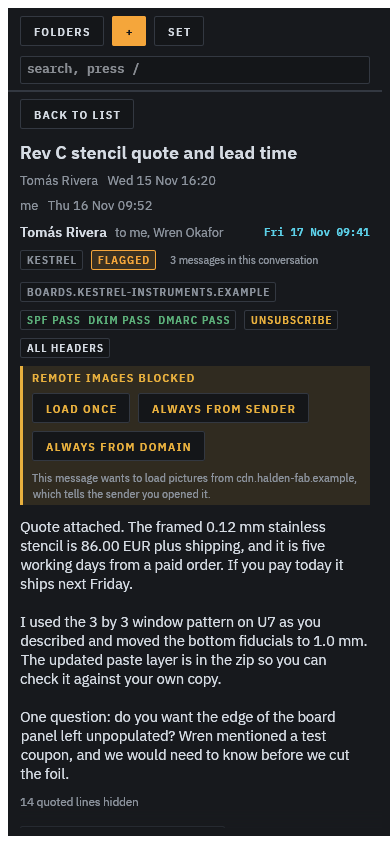 FOLDERS + SET
search, press /
BACK TO LIST
Rev C stencil quote and lead time
Tomás Rivera Wed 15 Nov 16:20
me Thu 16 Nov 09:52
Tomás Rivera to me, Wren Okafor Fri 17 Nov 09:41
KESTREL FLAGGED 3 messages in this conversation
BOARDS.KESTREL-INSTRUMENTS.EXAMPLE
SPF PASS DKIM PASS DMARC PASS UNSUBSCRIBE
ALL HEADERS
REMOTE IMAGES BLOCKED
LOAD ONCE ALWAYS FROM SENDER
ALWAYS FROM DOMAIN
This message wants to load pictures from cdn.halden-fab.example,
which tells the sender you opened it.
Quote attached. The framed 0.12 mm stainless
stencil is 86.00 EUR plus shipping, and it is five
working days from a paid order. If you pay today it
ships next Friday.
I used the 3 by 3 window pattern on U7 as you
described and moved the bottom fiducials to 1.0 mm.
The updated paste layer is in the zip so you can
check it against your own copy.
One question: do you want the edge of the board
panel left unpopulated? Wren mentioned a test
coupon, and we would need to know before we cut
the foil.
14 quoted lines hidden